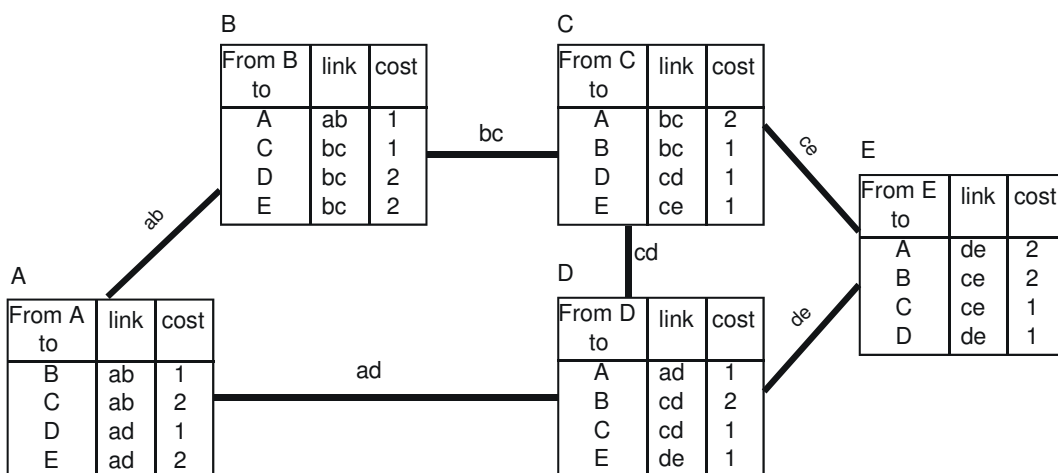 B
From B to link cost
A ab 1
C bc 1
D bc 2
E bc 2
bc
C
From C to link cost
A bc 2
B bc 1
D cd 1
E ce 1
ce
E
From E to link cost
A de 2
B ce 2
C ce 1
D de 1
ab
cd
A
From A to link cost
B ab 1
C ab 2
D ad 1
E ad 2
ad
D
From D to link cost
A ad 1
B cd 2
C cd 1
E de 1
de